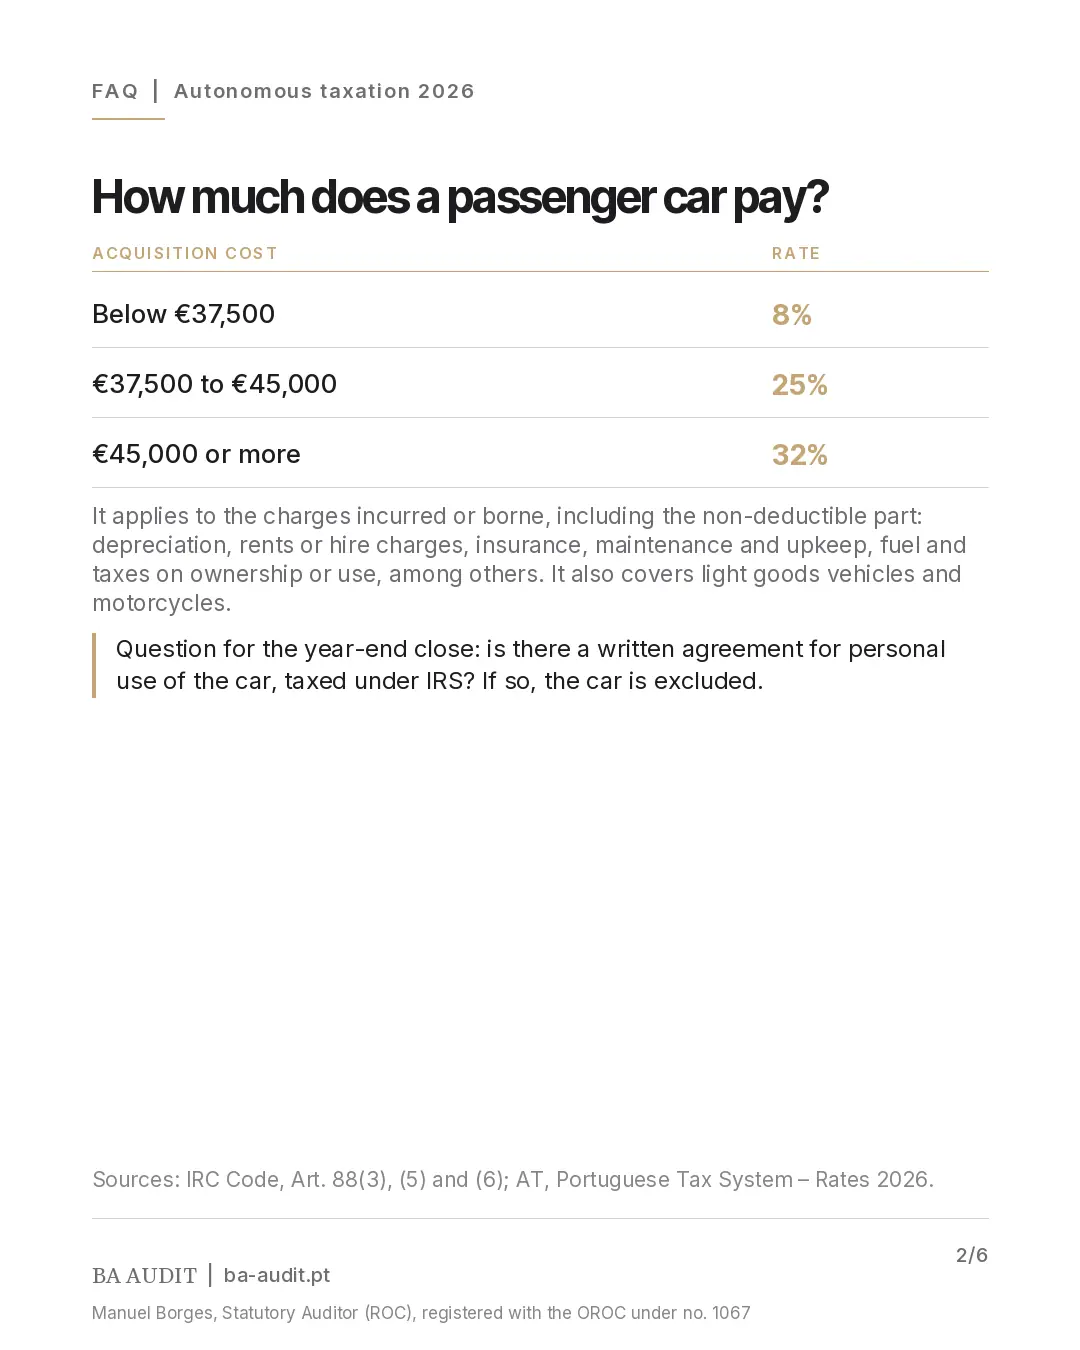 FAQ | Autonomous taxation 2026
How much does a passenger car pay?
ACQUISITION COST RATE
Below €37,500 8%
€37,500 to €45,000 25%
€45,000 or more 32%
It applies to the charges incurred or borne, including the non-deductible part:
depreciation, rents or hire charges, insurance, maintenance and upkeep, fuel and
taxes on ownership or use, among others. It also covers light goods vehicles and
motorcycles.
Question for the year-end close: is there a written agreement for personal
use of the car, taxed under IRS? If so, the car is excluded.
Sources: IRC Code, Art. 88(3), (5) and (6); AT, Portuguese Tax System – Rates 2026.
2/6
BA AUDIT | ba-audit.pt
Manuel Borges, Statutory Auditor (ROC), registered with the OROC under no. 1067